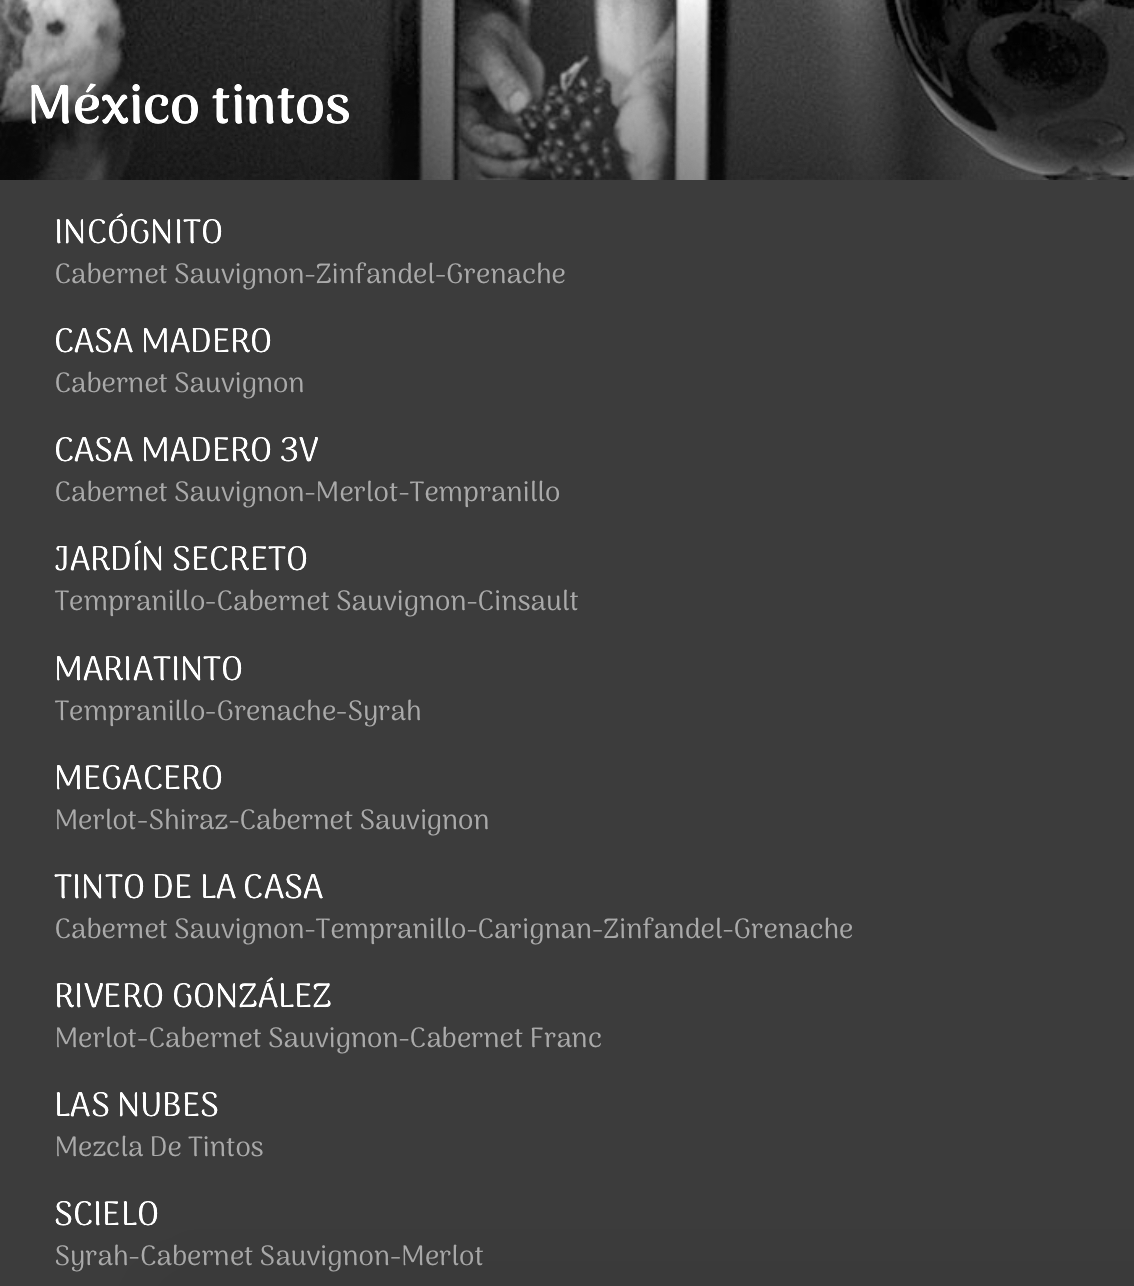 México tintos
INCÓGNITO
Cabernet Sauvignon-Zinfandel-Grenache
CASA MADERO
Cabernet Sauvignon
CASA MADERO 3V
Cabernet Sauvignon-Merlot-Tempranillo
JARDÍN SECRETO
Tempranillo-Cabernet Sauvignon-Cinsault
MARIATINTO
Tempranillo-Grenache-Syrah
MEGACERO
Merlot-Shiraz-Cabernet Sauvignon
TINTO DE LA CASA
Cabernet Sauvignon-Tempranillo-Carignan-Zinfandel-Grenache
RIVERO GONZÁLEZ
Merlot-Cabernet Sauvignon-Cabernet Franc
LAS NUBES
Mezcla De Tintos
SCIELO
Syrah-Cabernet Sauvignon-Merlot